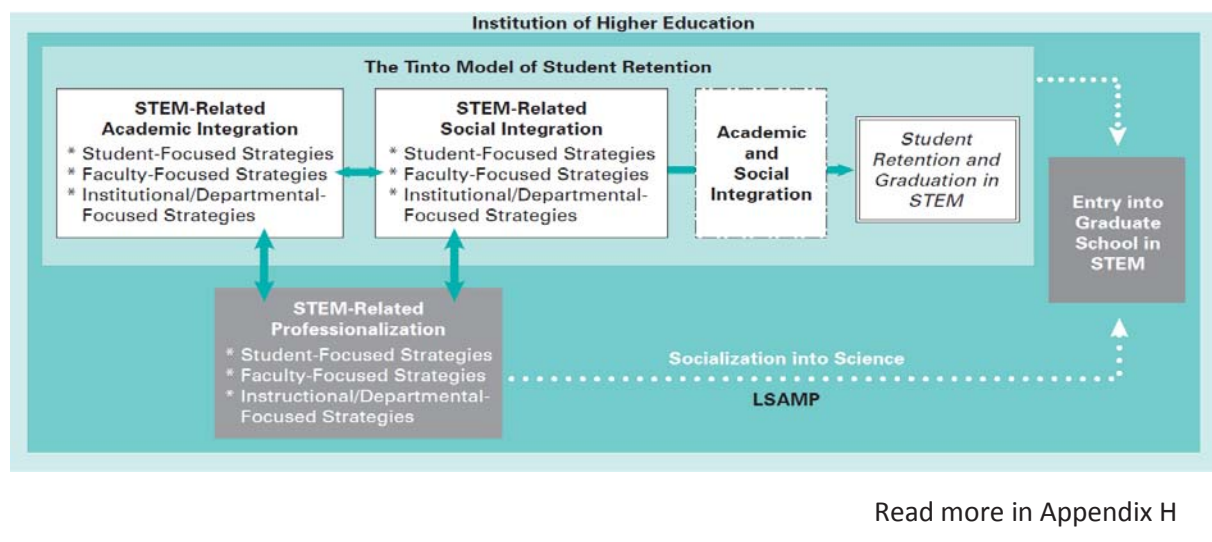 Institution of Higher Education
The Tinto Model of Student Retention
STEM-Related
Academic Integration
* Student-Focused Strategies
* Faculty-Focused Strategies
* Institutional/Departmental-
Focused Strategies
STEM-Related
Social Integration
* Student-Focused Strategies
* Faculty-Focused Strategies
* Institutional/Departmental-
Focused Strategies
Academic
and
Social
Integration
Student
Retention and
Graduation in
STEM
Entry into
Graduate
School in
STEM
STEM-Related
Professionalization
* Student-Focused Strategies
* Faculty-Focused Strategies
* Instructional/Departmental-
Focused Strategies
Socialization into Science
LSAMP
Read more in Appendix H